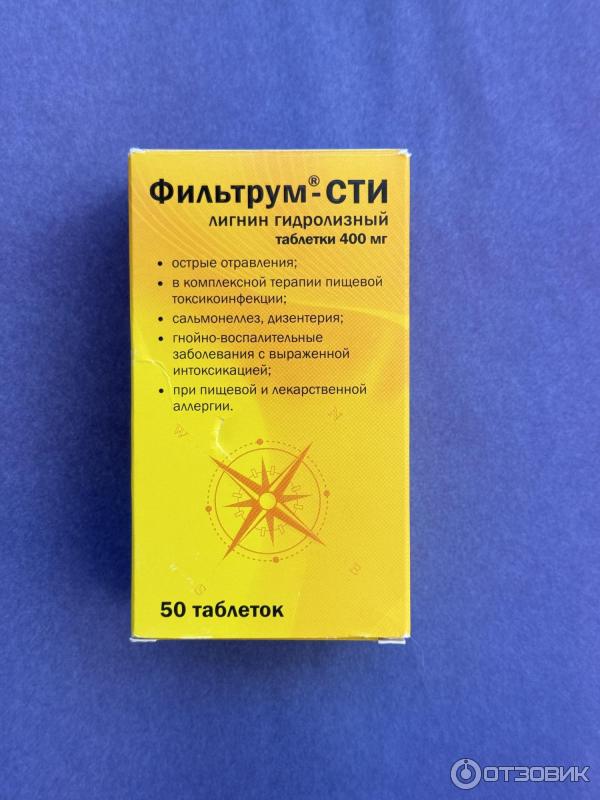 Фильтрум®-СТИ
лигнин гидролизный
таблетки 400 мг
• острые отравления;
• в комплексной терапии пищевой
токсикоинфекции;
• сальмонеллез, дизентерия;
• гнойно-воспалительные
заболевания с выраженной
интоксикацией;
• при пищевой и лекарственной
аллергии.
W
N
S
E
50 таблеток
ОТЗОВИК